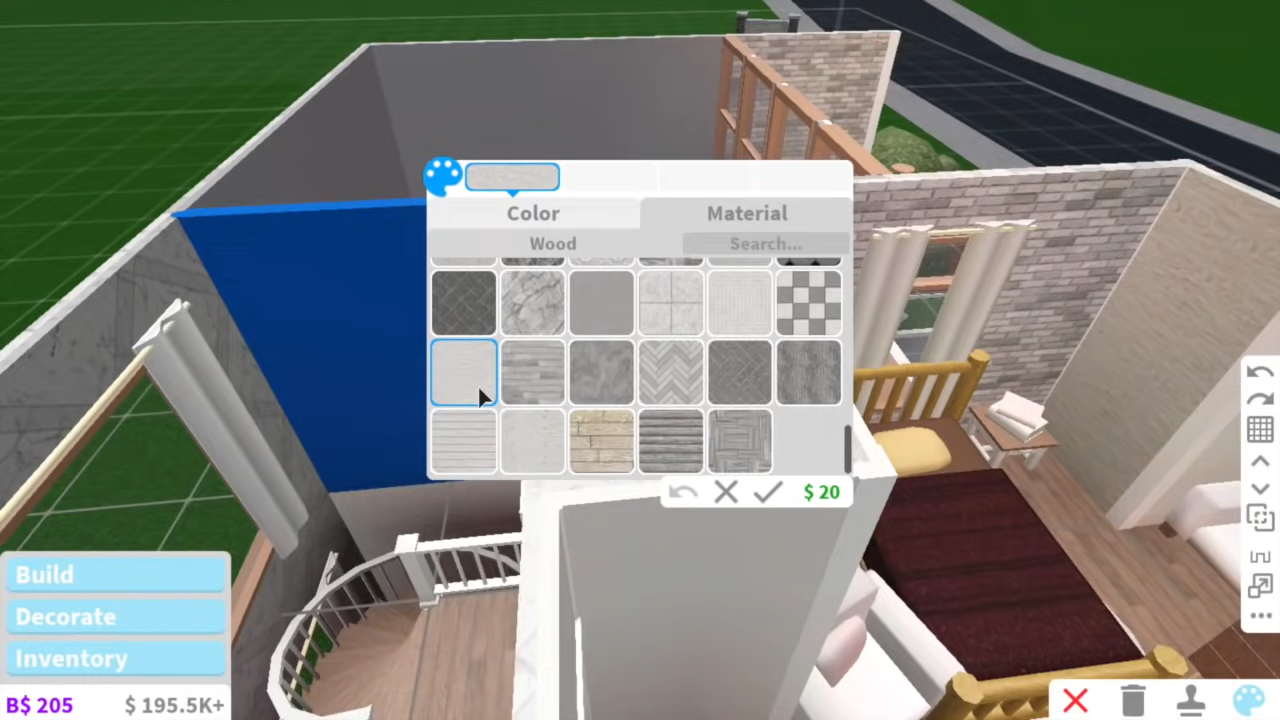 Color
Material
Wood
Search...
$ 20
Build
Decorate
Inventory
B$ 205
$ 195.5K+